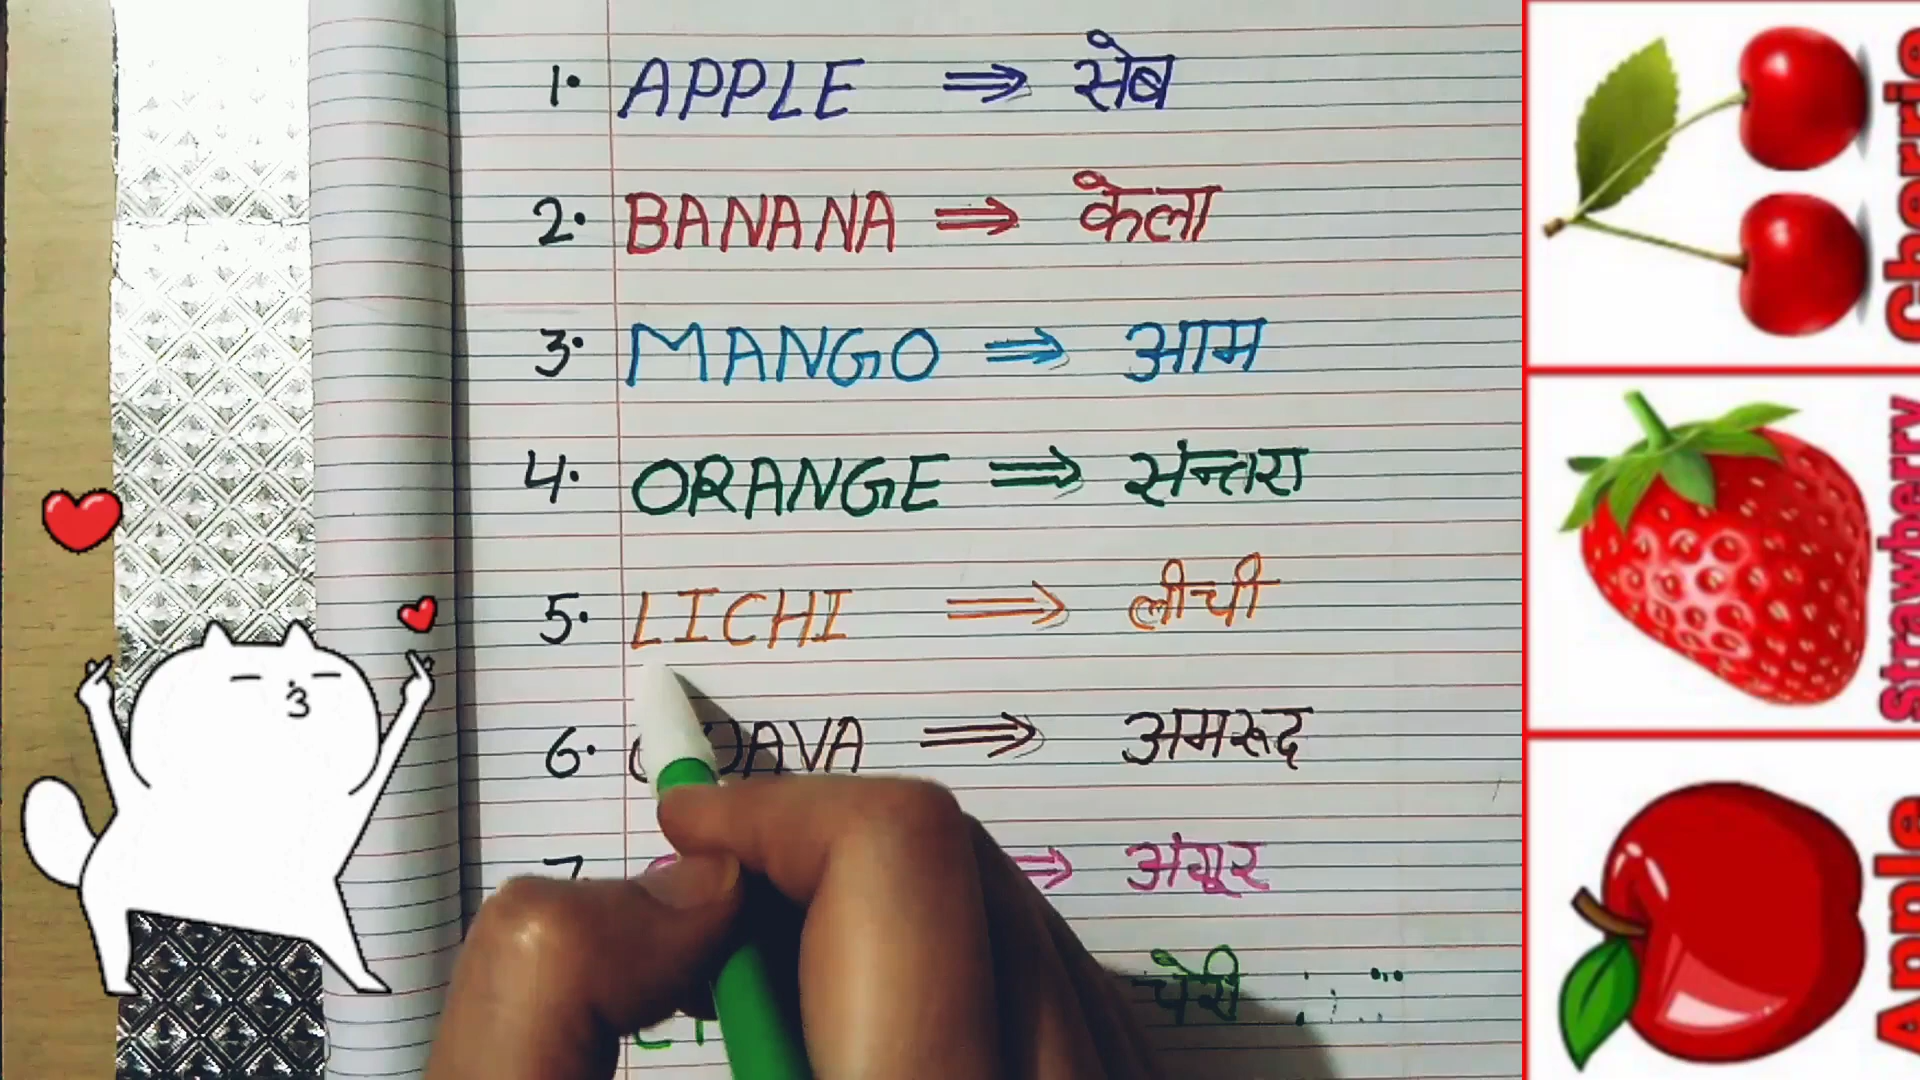 1. APPLE ⇒ सेब
2. BANANA ⇒ केला
3. MANGO ⇒ आम
4. ORANGE ⇒ सन्तरा
5. LICHI ⇒ लीची
6. ⇒ अमरूद
7. ⇒ अंगूर
चेरी
Cherrie
Strawberry
Apple